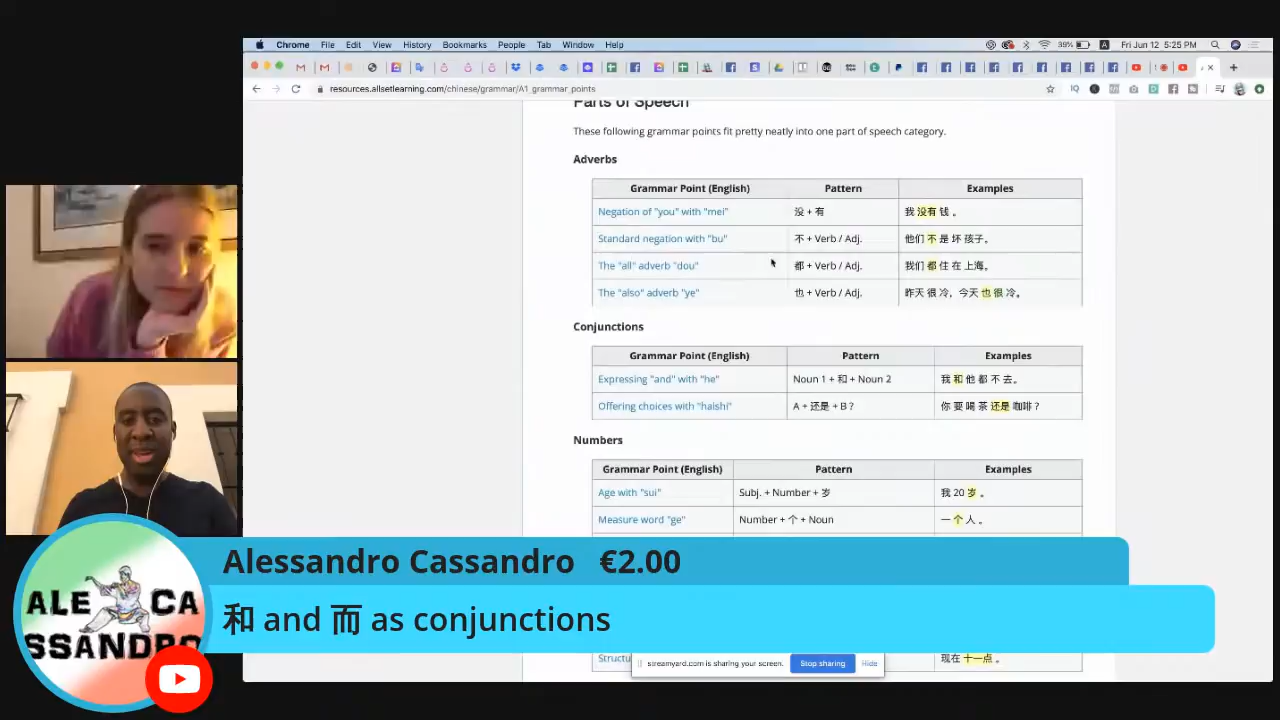 Chrome File Edit View History Bookmarks People Tab Window Help
39% Fri Jun 12 5:25 PM
resources.allsetlearning.com/chinese/grammar/A1_grammar_points
Parts of Speech
These following grammar points fit pretty neatly into one part of speech category.
Adverbs
Grammar Point (English) Pattern Examples
Negation of "you" with "mei" 没 + 有 我 没有 钱 。
Standard negation with "bu" 不 + Verb / Adj. 他们 不 是 坏 孩子。
The "all" adverb "dou" 都 + Verb / Adj. 我们 都 住 在 上海。
The "also" adverb "ye" 也 + Verb / Adj. 昨天 很 冷, 今天 也 很 冷。
Conjunctions
Grammar Point (English) Pattern Examples
Expressing "and" with "he" Noun 1 + 和 + Noun 2 我 和 他 都 不 去。
Offering choices with "haishi" A + 还是 + B ? 你 要 喝 茶 还是 咖啡 ?
Numbers
Grammar Point (English) Pattern Examples
Age with "sui" Subj. + Number + 岁 我 20 岁 。
Measure word "ge" Number + 个 + Noun 一 个 人 。
Alessandro Cassandro €2.00
和 and 而 as conjunctions
ALE CA
SSANDRO
Structu 现在 十一点 。
streamyard.com is sharing your screen. Stop sharing Hide